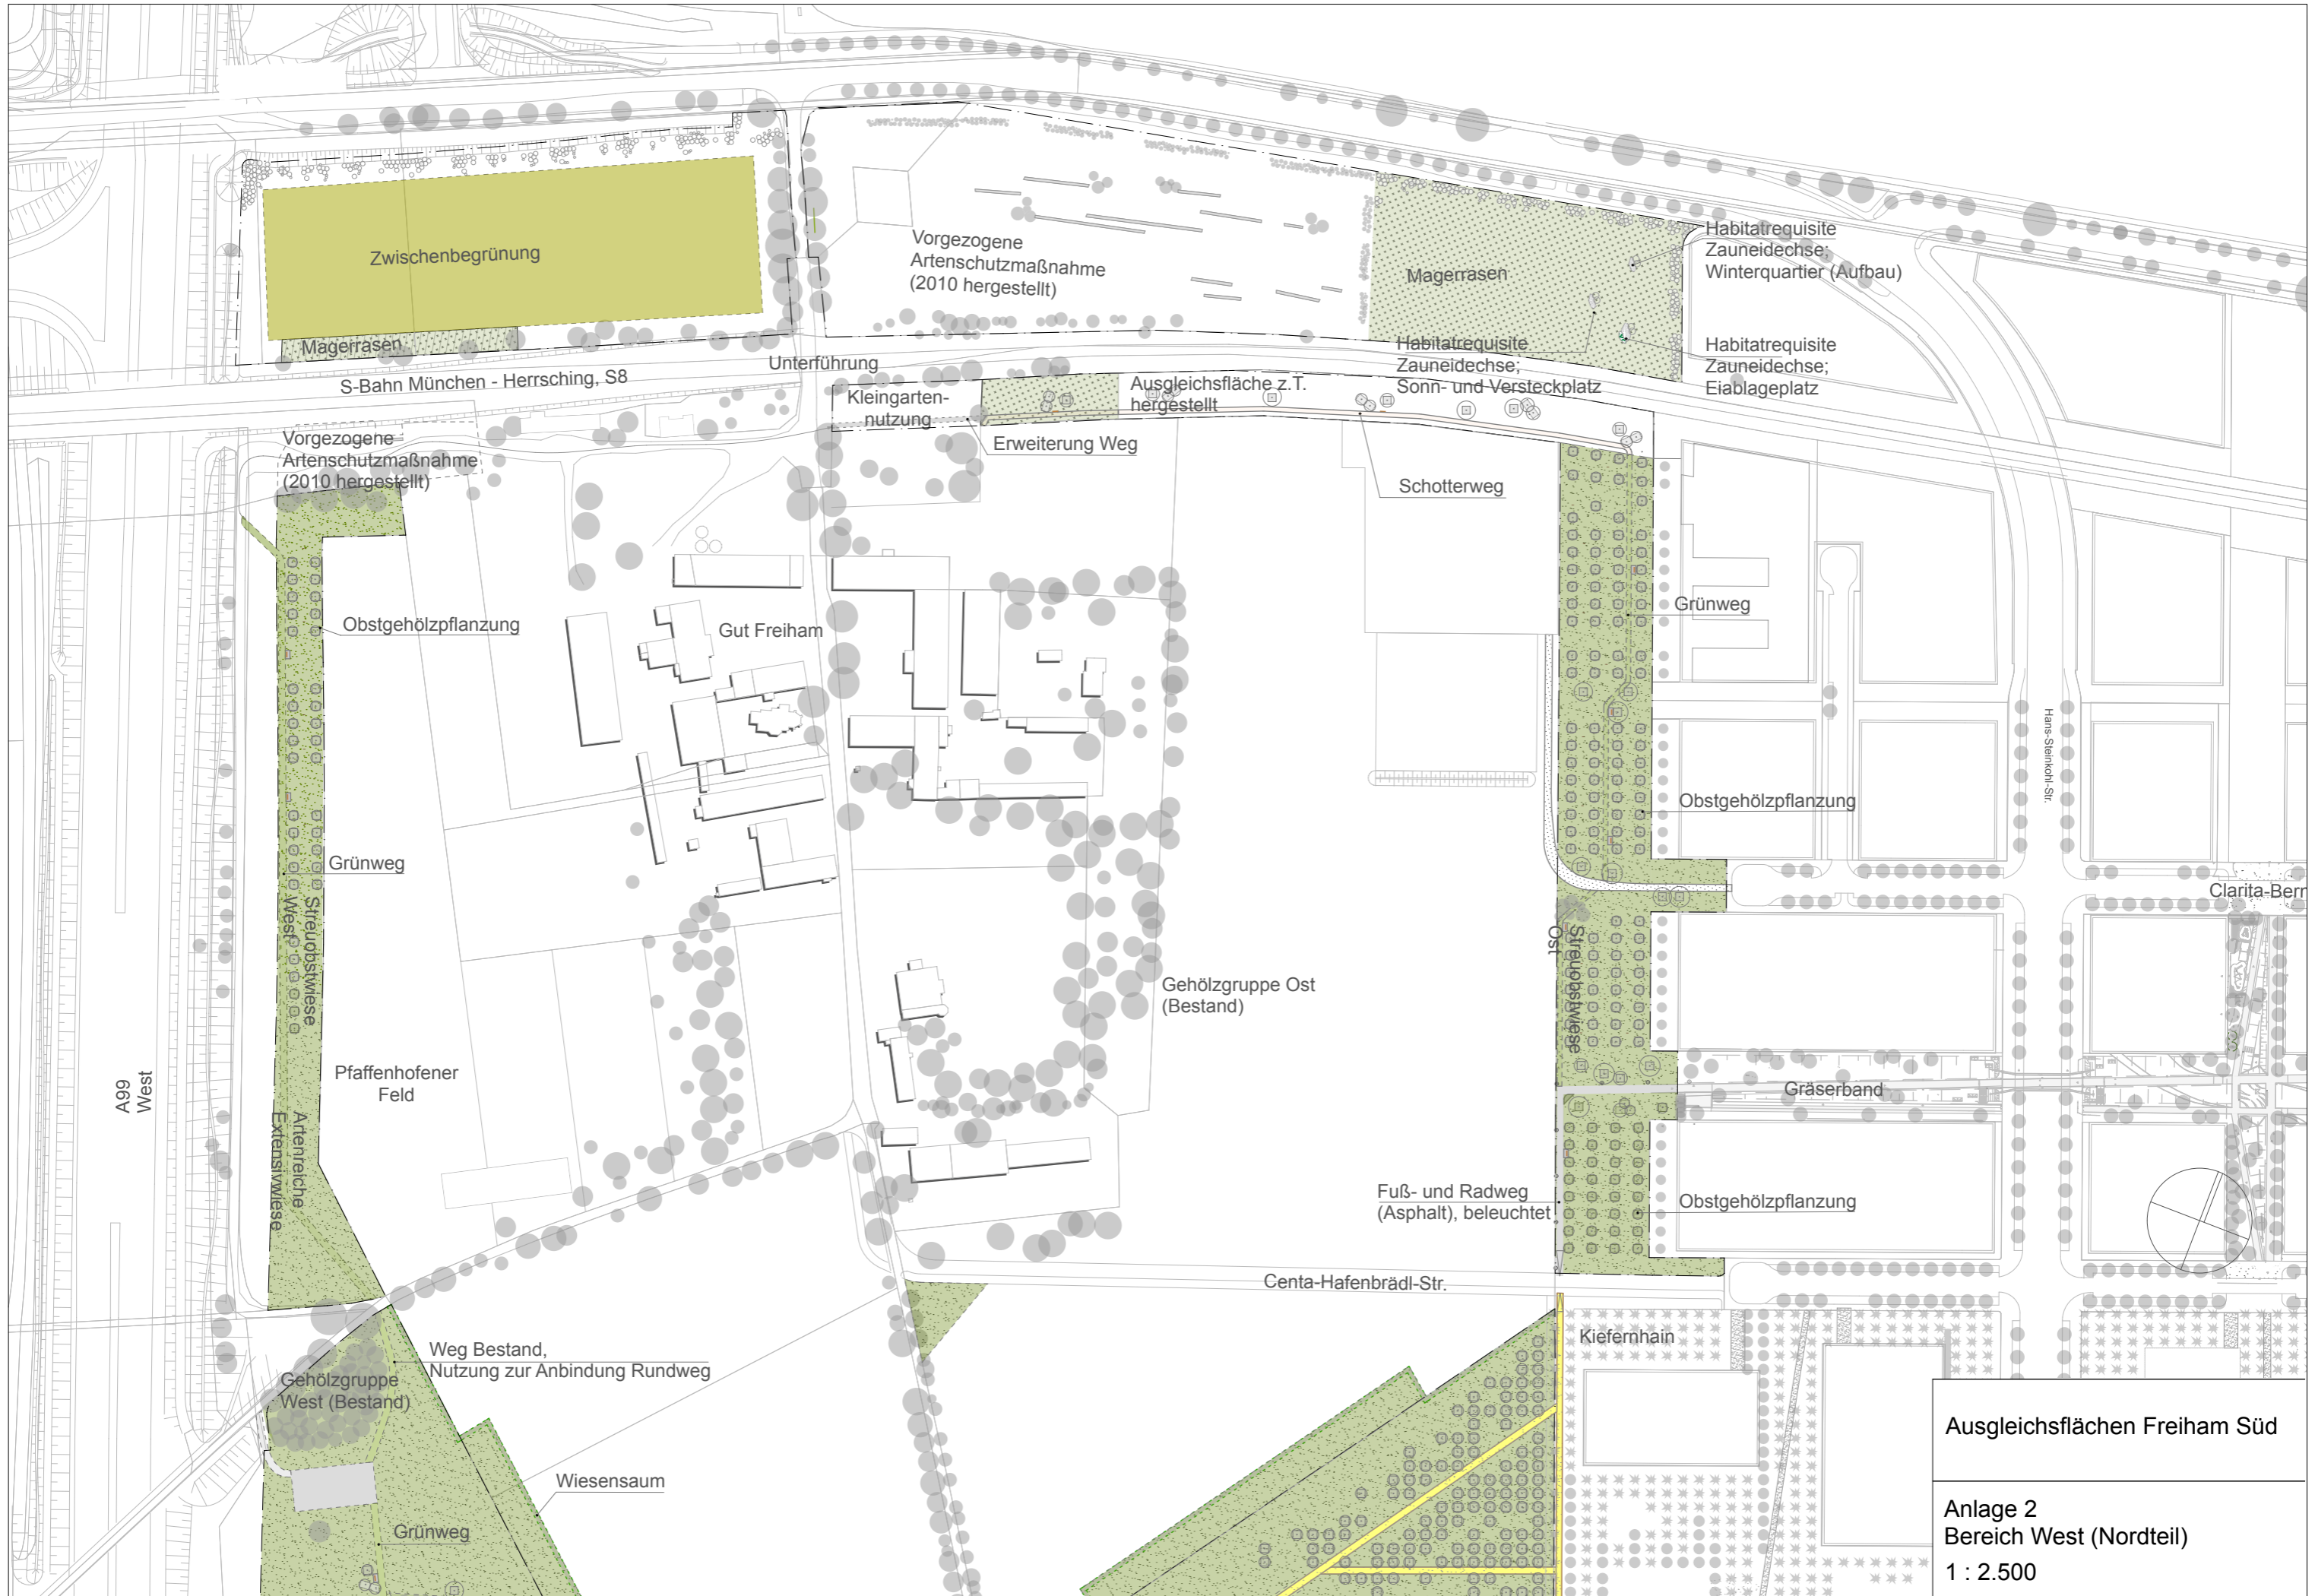 Zwischenbegrünung
Magerrasen
S-Bahn München - Herrsching, S8
Vorgezogene
Artenschutzmaßnahme
(2010 hergestellt)
Magerrasen
Habitatrequisite
Zauneidechse;
Winterquartier (Aufbau)
Habitatrequisite
Zauneidechse;
Sonn- und Versteckplatz
Habitatrequisite
Zauneidechse;
Eiablageplatz
Unterführung
Kleingarten-
nutzung
Ausgleichsfläche z.T.
hergestellt
Erweiterung Weg
Schotterweg
Vorgezogene
Artenschutzmaßnahme
(2010 hergestellt)
Obstgehölzpflanzung
Gut Freiham
Grünweg
Hans-Steinkohl-Str.
Obstgehölzpflanzung
Grünweg
Clarita-Bern
Streuobstwiese
West
Streuobstwiese
Ost
Gehölzgruppe Ost
(Bestand)
A99
West
Pfaffenhofener
Feld
Gräserband
Artenreiche
Extensivwiese
Fuß- und Radweg
(Asphalt), beleuchtet
Obstgehölzpflanzung
Centa-Hafenbrädl-Str.
Kiefernhain
Weg Bestand,
Nutzung zur Anbindung Rundweg
Gehölzgruppe
West (Bestand)
Wiesensaum
Grünweg
Ausgleichsflächen Freiham Süd
Anlage 2
Bereich West (Nordteil)
1 : 2.500